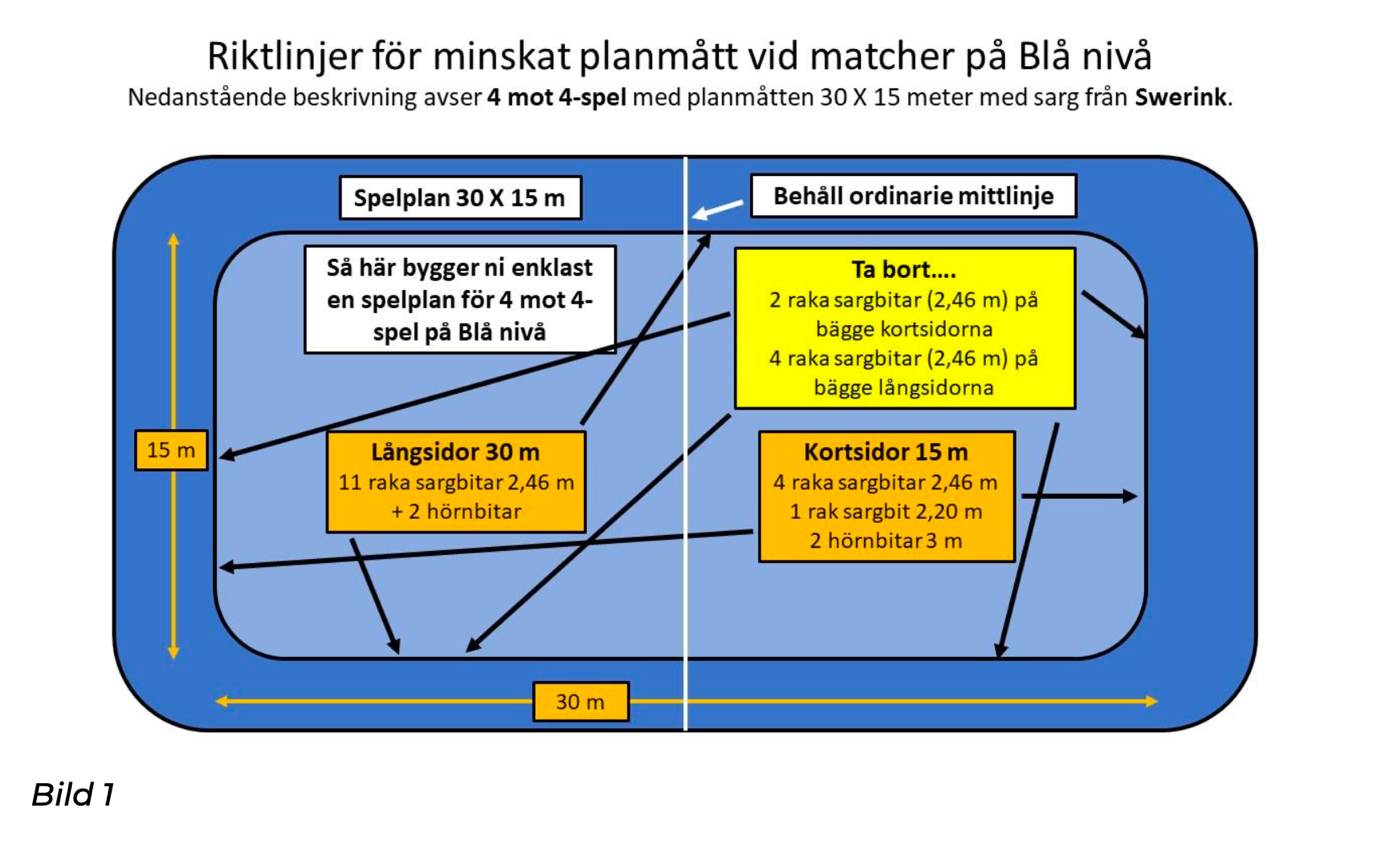 Riktlinjer för minskat planmått vid matcher på Blå nivå
Nedanstående beskrivning avser 4 mot 4-spel med planmåtten 30 X 15 meter med sarg från Swerink.
Spelplan 30 X 15 m
Behåll ordinarie mittlinje
Så här bygger ni enklast
en spelplan för 4 mot 4-
spel på Blå nivå
Ta bort....
2 raka sargbitar (2,46 m) på
bägge kortsidorna
4 raka sargbitar (2,46 m) på
bägge långsidorna
15 m
Långsidor 30 m
11 raka sargbitar 2,46 m
+ 2 hörnbitar
Kortsidor 15 m
4 raka sargbitar 2,46 m
1 rak sargbit 2,20 m
2 hörnbitar 3 m
30 m
Bild 1